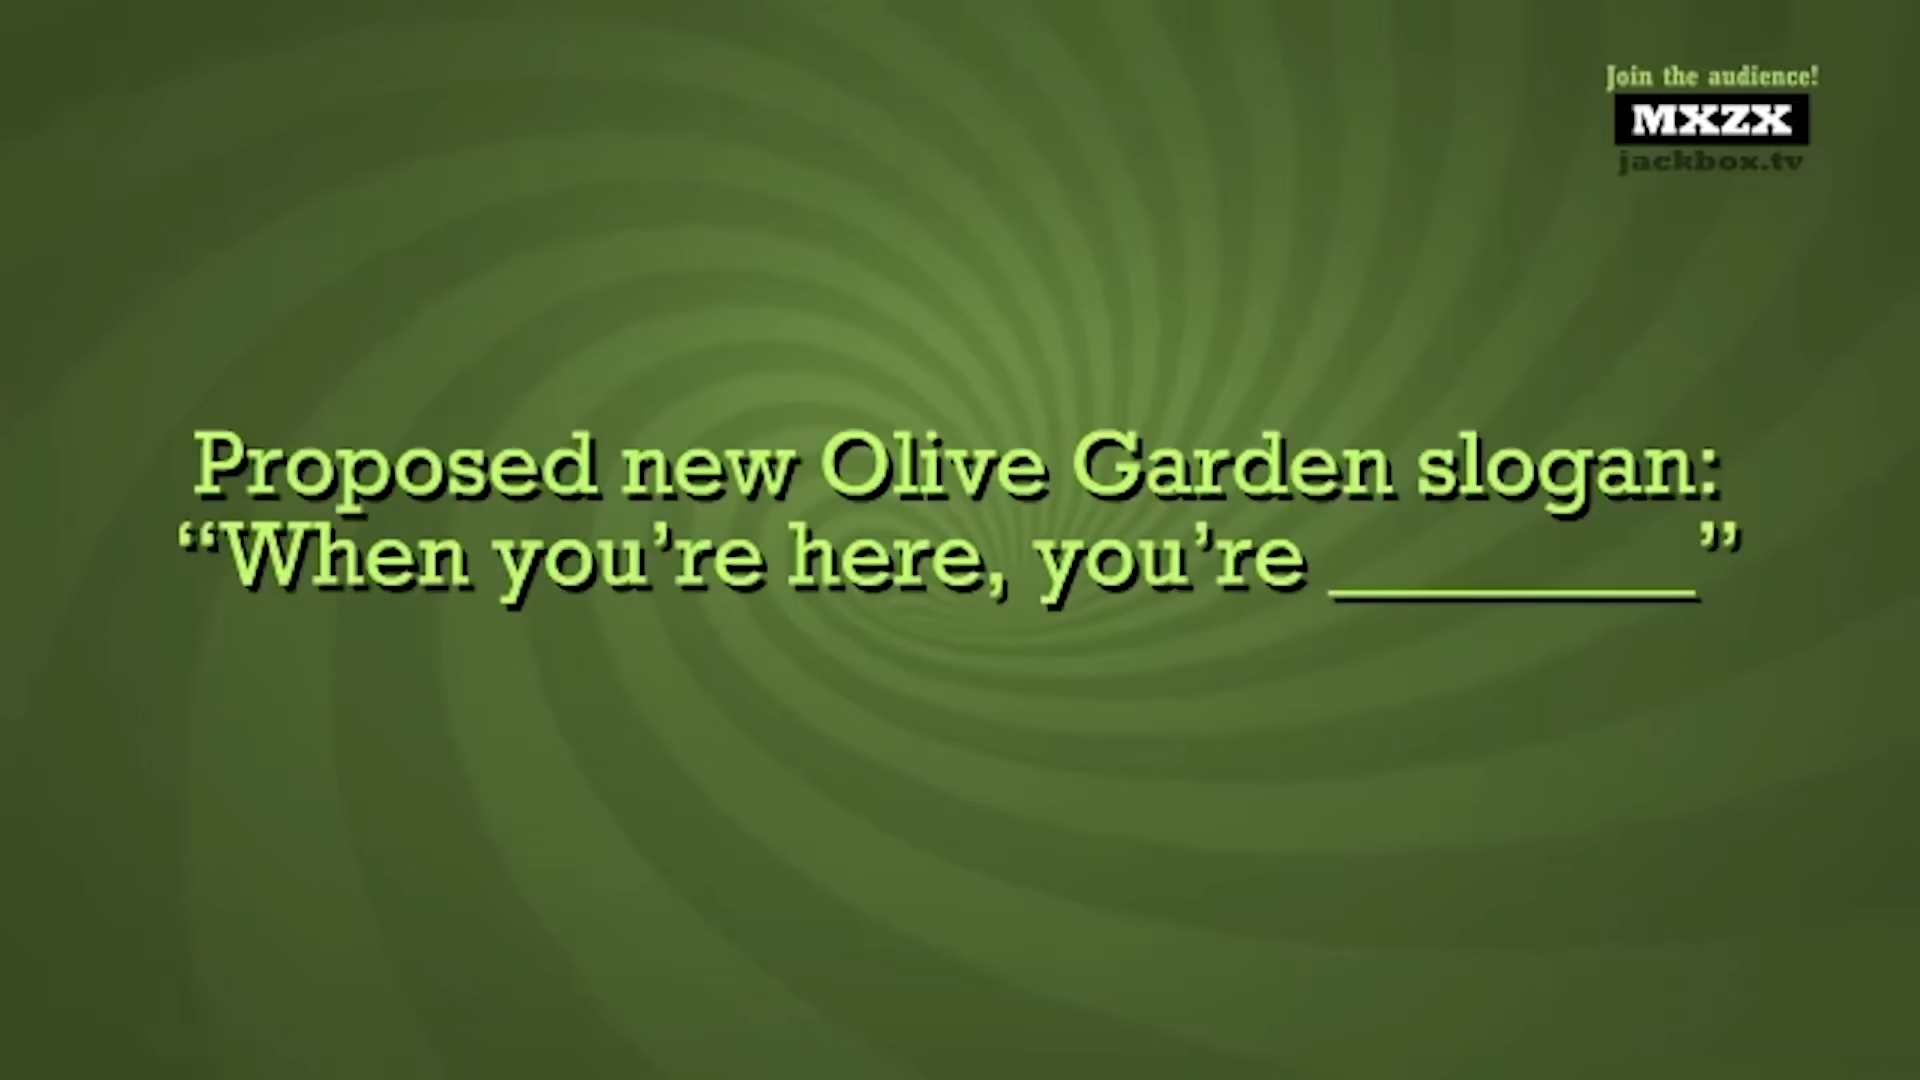 Join the audience!
MXZX
jackbox.tv
Proposed new Olive Garden slogan:
“When you’re here, you’re ________”